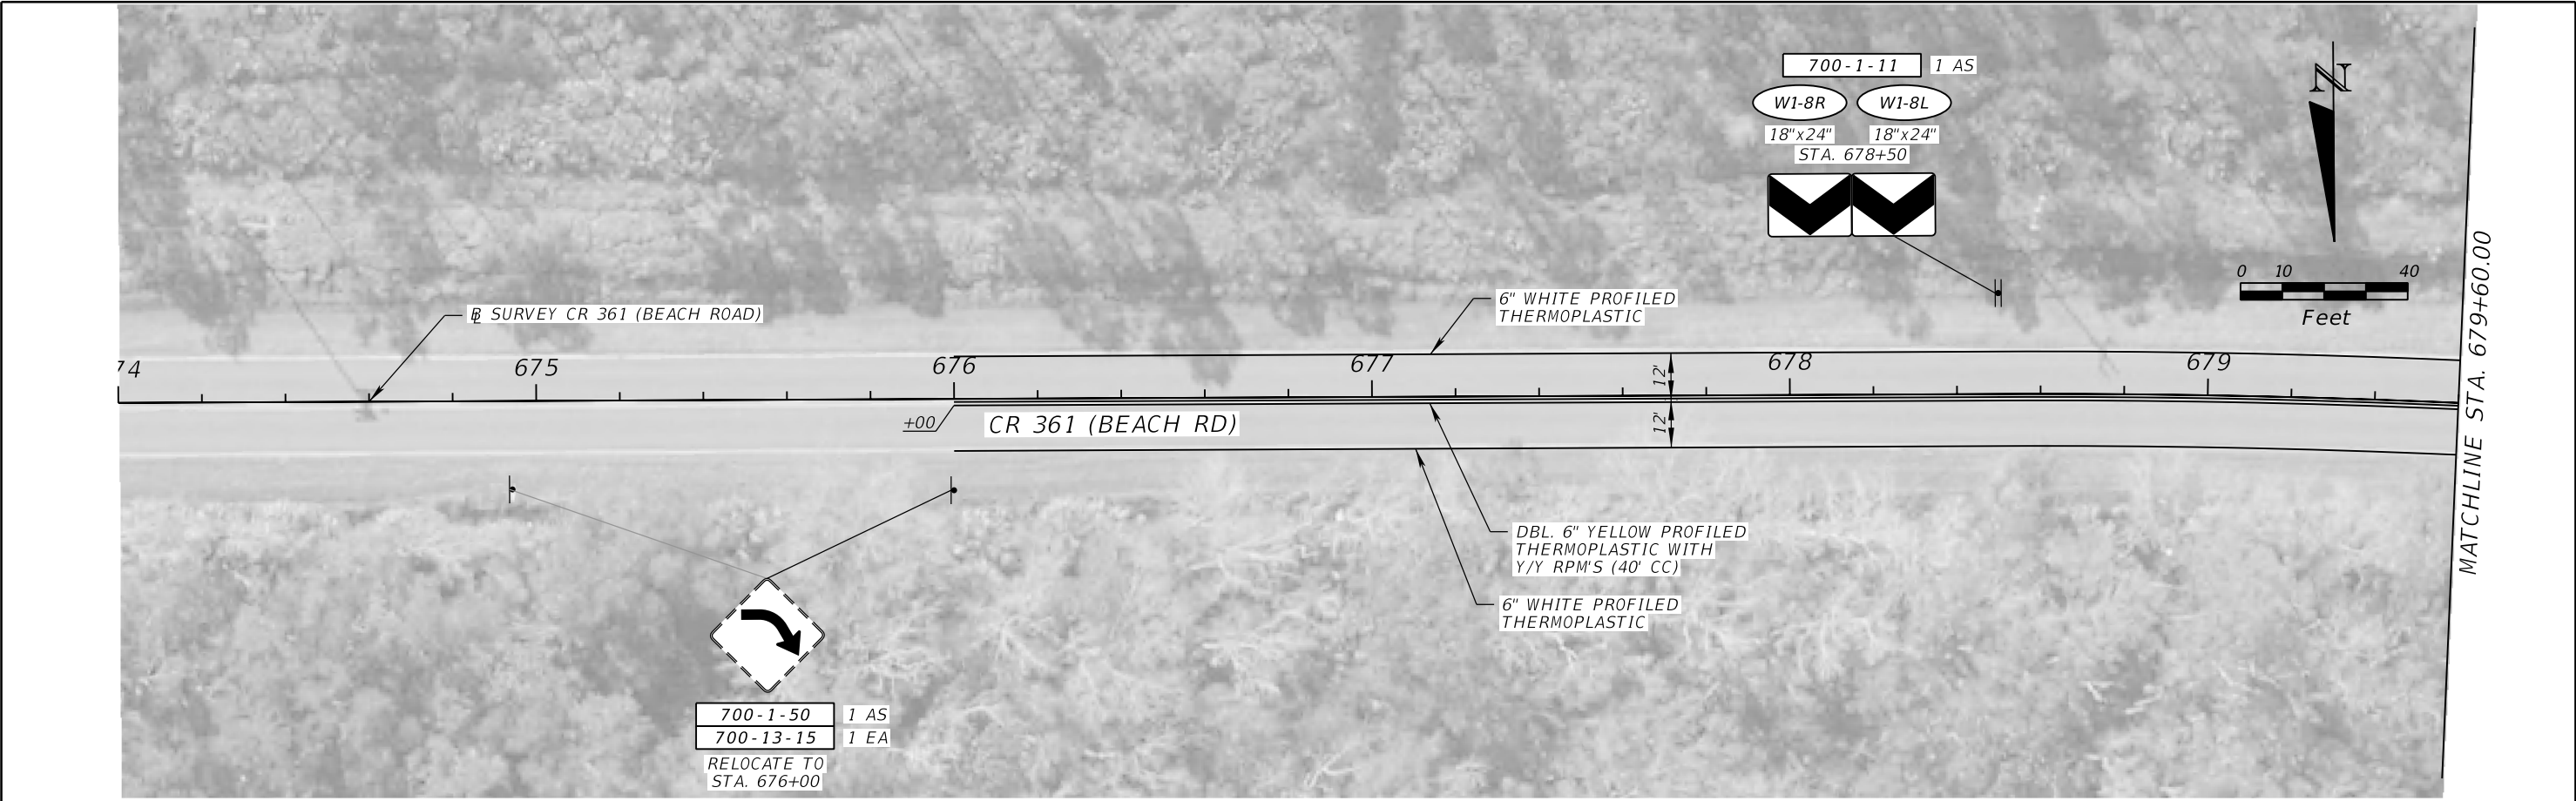 700-1-11 1 AS
W1-8R W1-8L
18"x24" 18"x24"
STA. 678+50
N
0 10 40
Feet
MATCHLINE STA. 679+60.00
6" WHITE PROFILED
THERMOPLASTIC
B SURVEY CR 361 (BEACH ROAD)
74 675 676 677 678 679
12'
12'
+00
CR 361 (BEACH RD)
DBL. 6" YELLOW PROFILED
THERMOPLASTIC WITH
Y/Y RPM'S (40' CC)
6" WHITE PROFILED
THERMOPLASTIC
700-1-50 1 AS
700-13-15 1 EA
RELOCATE TO
STA. 676+00